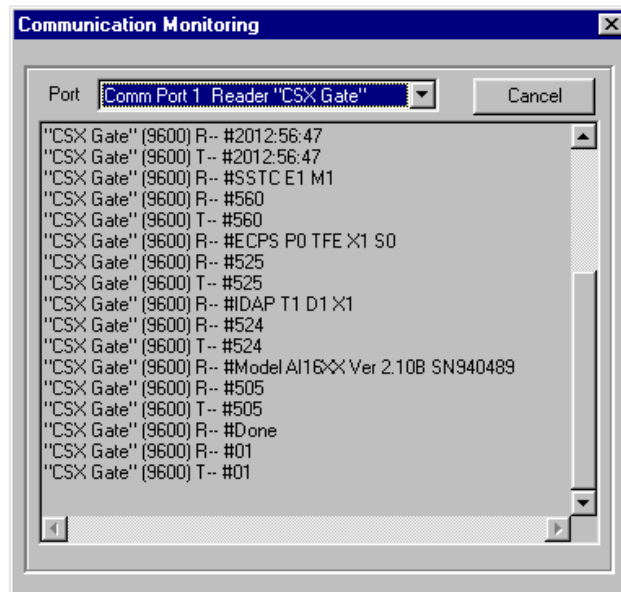 Communication Monitoring
Port Comm Port 1 Reader "CSX Gate" Cancel
"CSX Gate" (9600) R-- #2012:56:47
"CSX Gate" (9600) T-- #2012:56:47
"CSX Gate" (9600) R-- #SSTC E1 M1
"CSX Gate" (9600) R-- #560
"CSX Gate" (9600) T-- #560
"CSX Gate" (9600) R-- #ECPS P0 TFE X1 S0
"CSX Gate" (9600) R-- #525
"CSX Gate" (9600) T-- #525
"CSX Gate" (9600) R-- #IDAP T1 D1 X1
"CSX Gate" (9600) R-- #524
"CSX Gate" (9600) T-- #524
"CSX Gate" (9600) R-- #Model AI16XX Ver 2.10B SN940489
"CSX Gate" (9600) R-- #505
"CSX Gate" (9600) T-- #505
"CSX Gate" (9600) R-- #Done
"CSX Gate" (9600) R-- #01
"CSX Gate" (9600) T-- #01